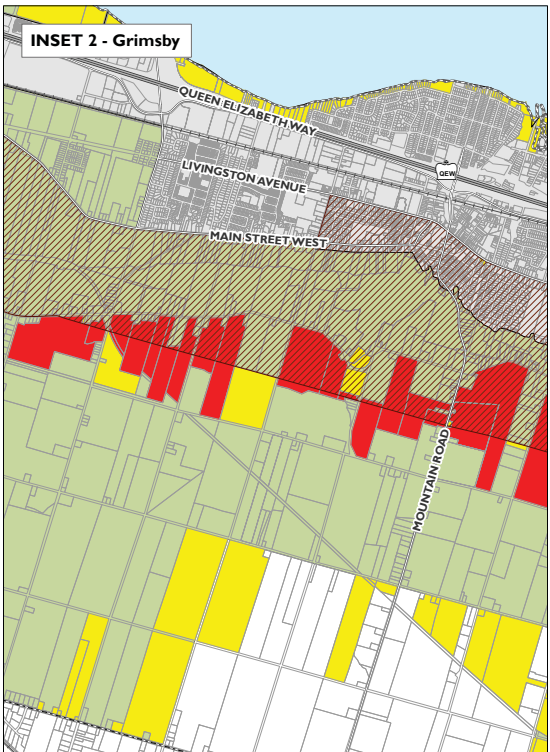 INSET 2 - Grimsby
QUEEN ELIZABETH WAY
LIVINGSTON AVENUE
QEW
MAIN STREET WEST
MOUNTAIN ROAD